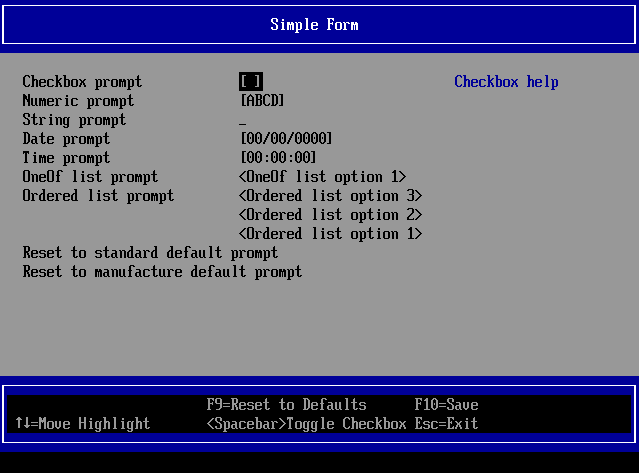 Simple Form
Checkbox prompt [ ] Checkbox help
Numeric prompt [ABCD]
String prompt _
Date prompt [00/00/0000]
Time prompt [00:00:00]
OneOf list prompt <OneOf list option 1>
Ordered list prompt <Ordered list option 3>
<Ordered list option 2>
<Ordered list option 1>
Reset to standard default prompt
Reset to manufacture default prompt
F9=Reset to Defaults F10=Save
↑↓=Move Highlight <Spacebar>Toggle Checkbox Esc=Exit